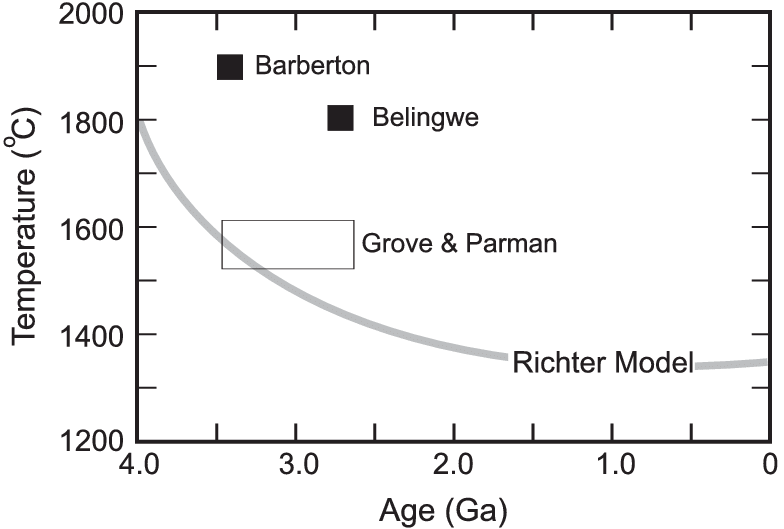 2000
Barberton
1800
Belingwe
1600
Grove & Parman
1400
Richter Model
1200
4.0 3.0 2.0 1.0 0
Temperature (°C)
Age (Ga)